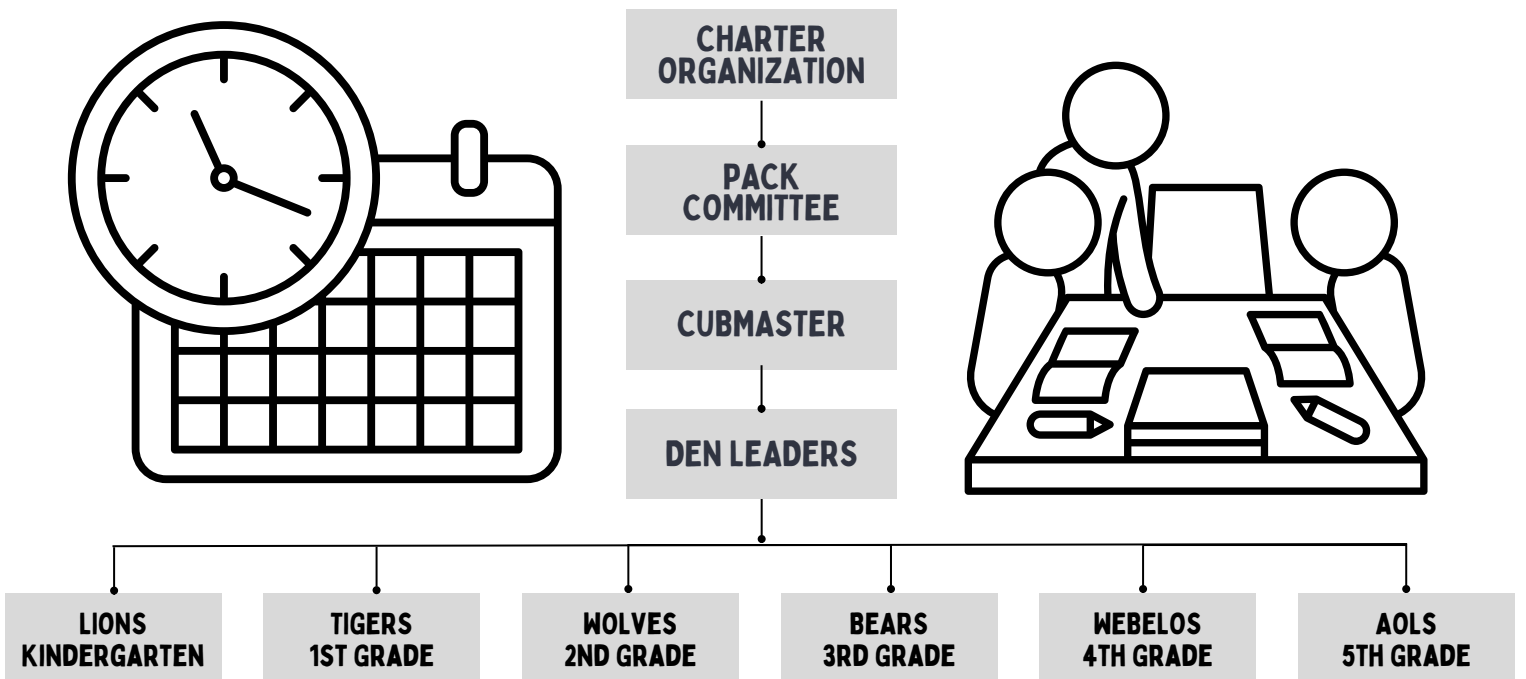 CHARTER
ORGANIZATION
PACK
COMMITTEE
CUBMASTER
DEN LEADERS
LIONS
KINDERGARTEN
TIGERS
1ST GRADE
WOLVES
2ND GRADE
BEARS
3RD GRADE
WEBELOS
4TH GRADE
AOLS
5TH GRADE